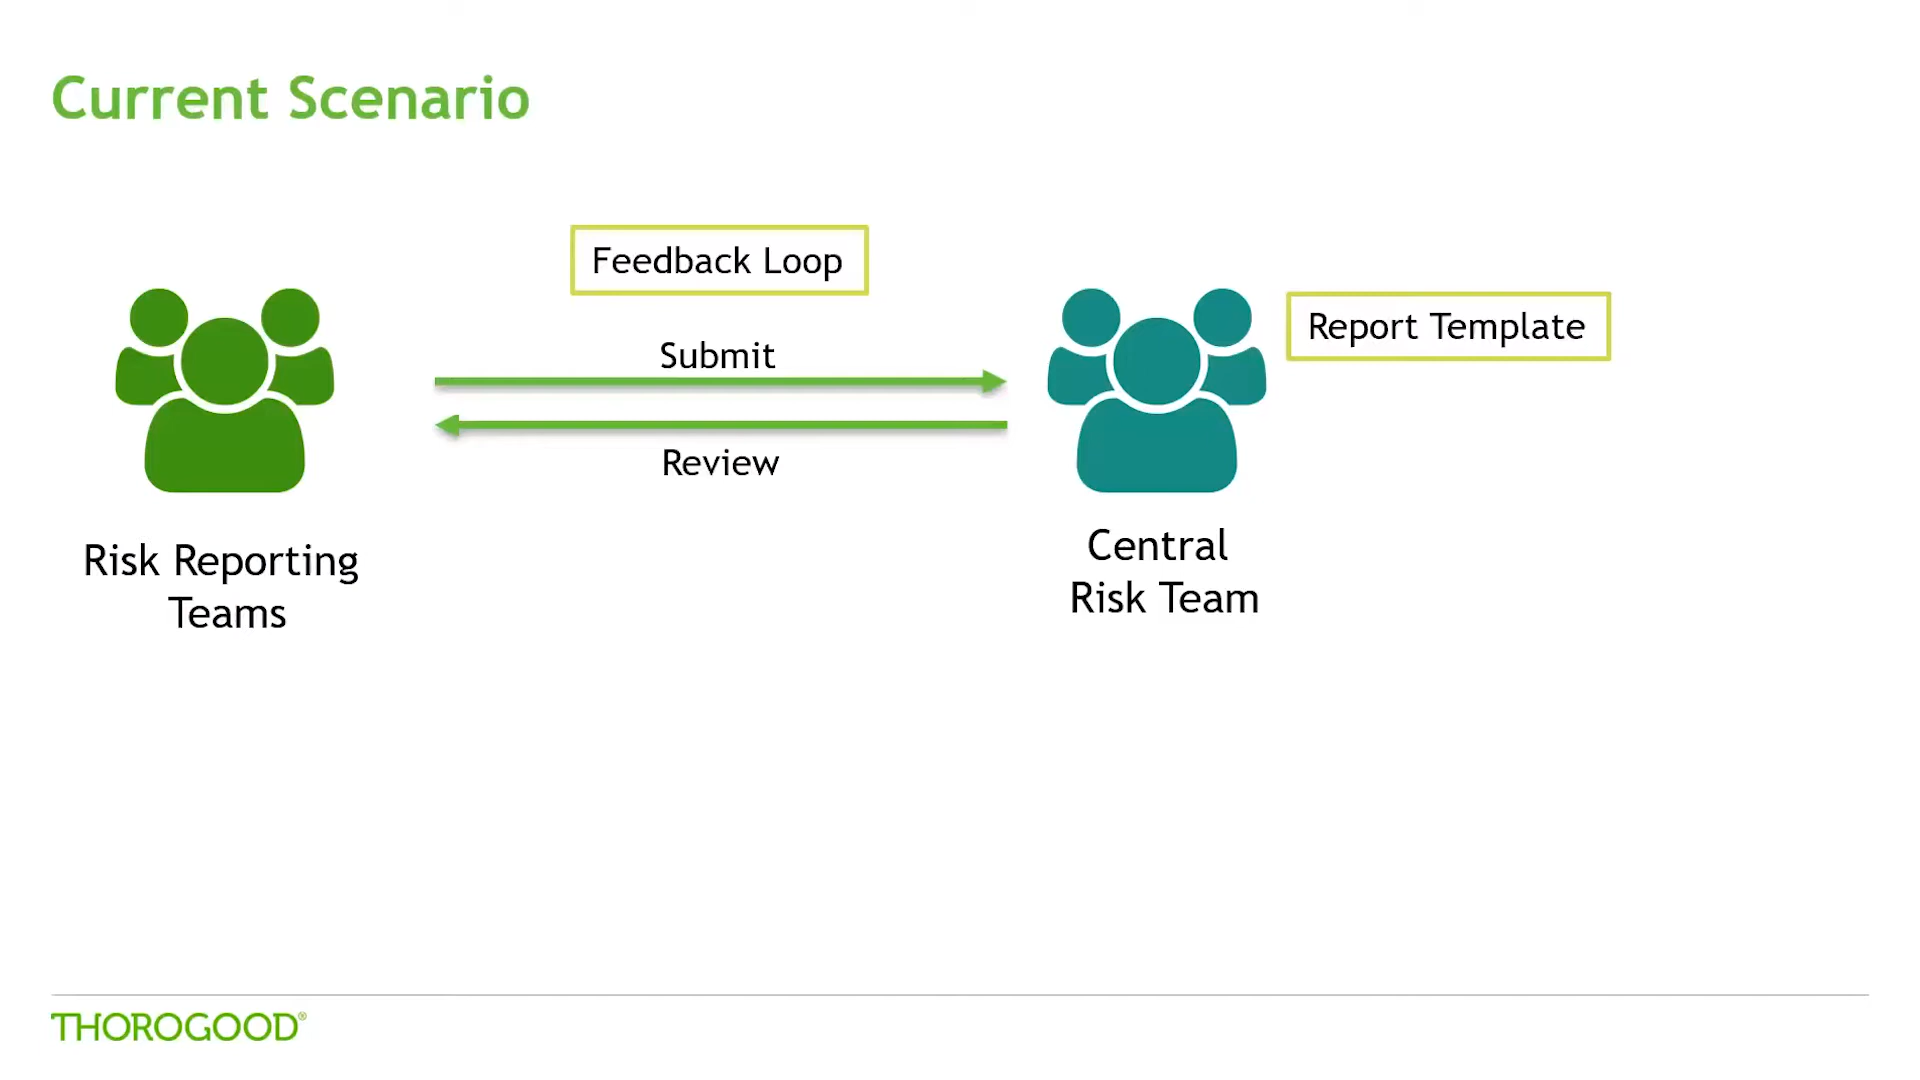 Current Scenario
Feedback Loop
Report Template
Submit
Review
Risk Reporting
Teams
Central
Risk Team
THOROGOOD®